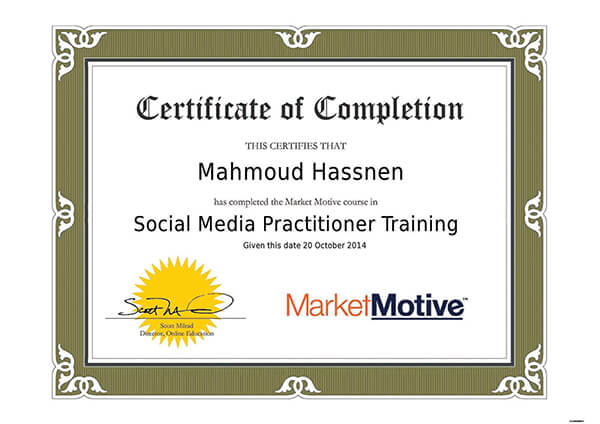 Certificate of Completion
THIS CERTIFIES THAT
Mahmoud Hassnen
has completed the Market Motive course in
Social Media Practitioner Training
Given this date 20 October 2014
Scott Milrad
Director, Online Education
MarketMotive™